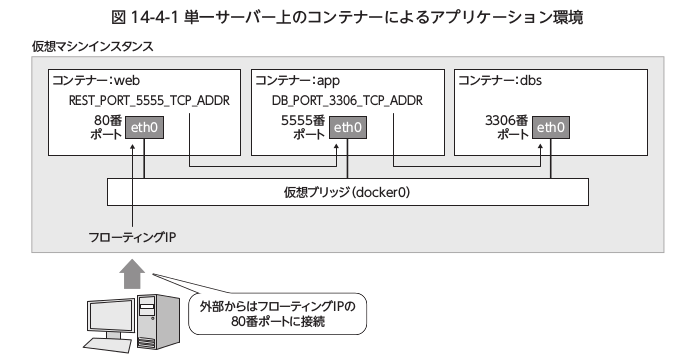 図 14-4-1 単一サーバー上のコンテナーによるアプリケーション環境
仮想マシンインスタンス
コンテナー：web
REST_PORT_5555_TCP_ADDR
80番
ポート
eth0
コンテナー：app
DB_PORT_3306_TCP_ADDR
5555番
ポート
eth0
コンテナー：dbs
3306番
ポート
eth0
仮想ブリッジ（docker0）
フローティングIP
外部からはフローティングIPの
80番ポートに接続